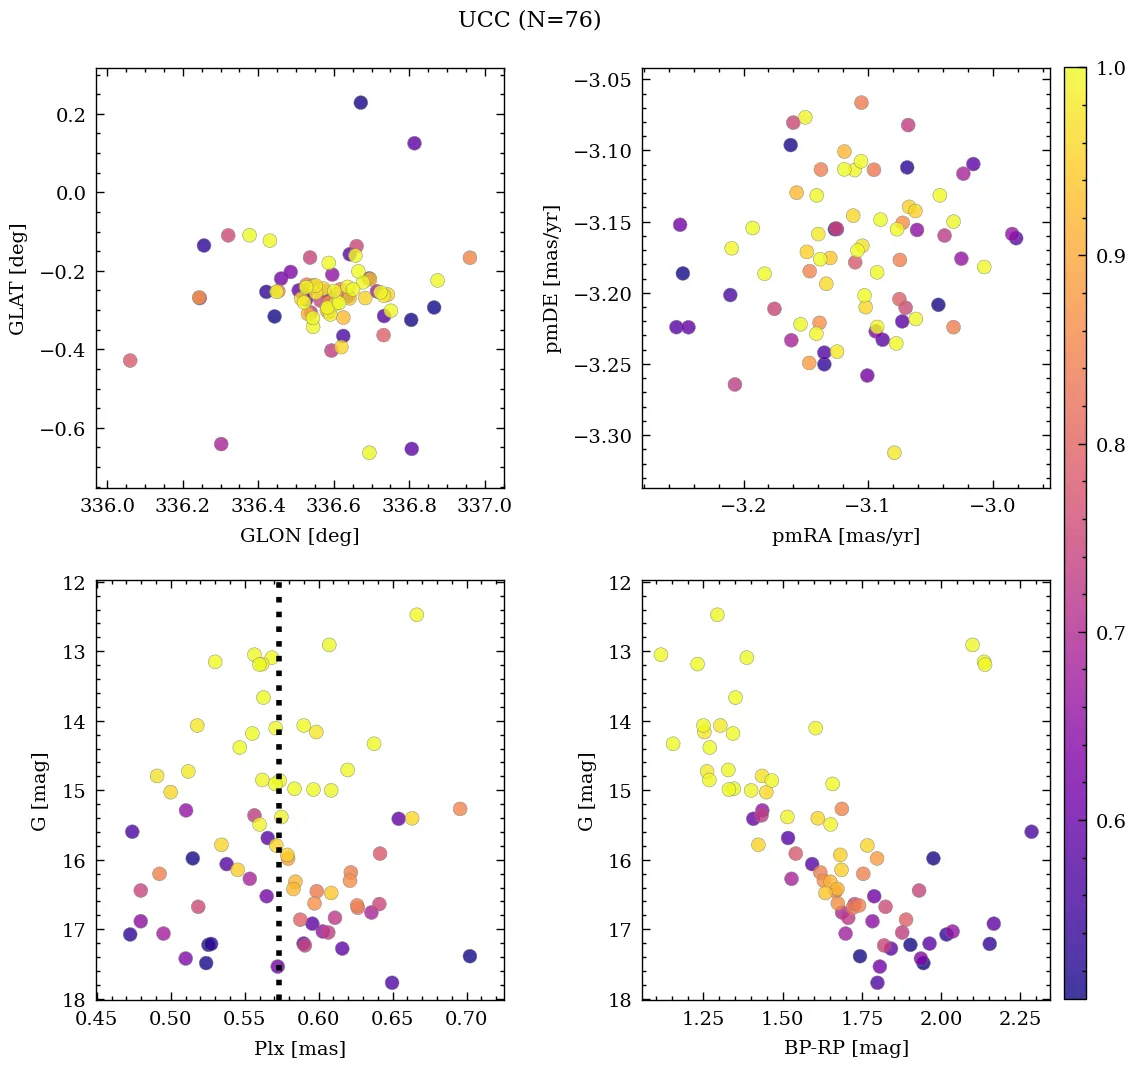 UCC (N=76)
0.2
0.0
−0.2
−0.4
−0.6
GLAT [deg]
336.0 336.2 336.4 336.6 336.8 337.0
GLON [deg]
−3.05
−3.10
−3.15
−3.20
−3.25
−3.30
pmDE [mas/yr]
−3.2 −3.1 −3.0
pmRA [mas/yr]
1.0
0.9
0.8
0.7
0.6
12
13
14
15
16
17
18
G [mag]
0.45 0.50 0.55 0.60 0.65 0.70
Plx [mas]
12
13
14
15
16
17
18
G [mag]
1.25 1.50 1.75 2.00 2.25
BP-RP [mag]